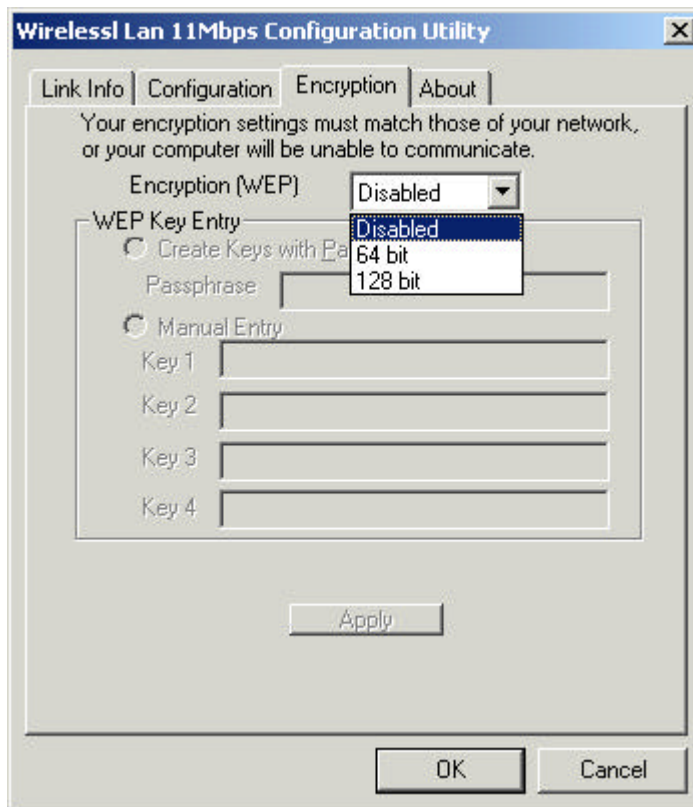 Wirelessl Lan 11Mbps Configuration Utility
Link Info Configuration Encryption About
Your encryption settings must match those of your network,
or your computer will be unable to communicate.
Encryption (WEP) Disabled
Disabled
64 bit
128 bit
WEP Key Entry
Create Keys with Pa
Passphrase
Manual Entry
Key 1
Key 2
Key 3
Key 4
Apply
OK Cancel